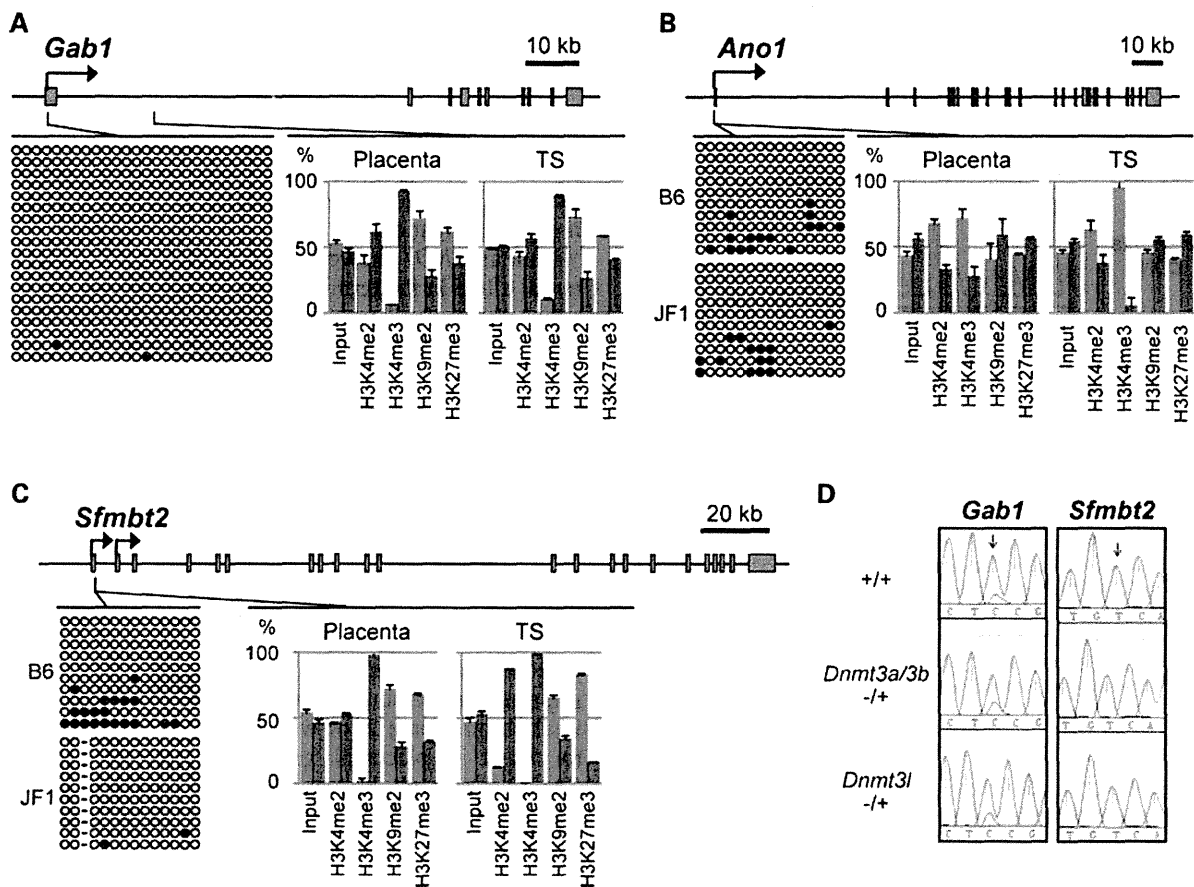 A
Gab1
10 kb
%
Placenta
TS
100
50
0
Input
H3K4me2
H3K4me3
H3K9me2
H3K27me3
Input
H3K4me2
H3K4me3
H3K9me2
H3K27me3
B
Ano1
10 kb
B6
JF1
%
Placenta
TS
100
50
0
Input
H3K4me2
H3K4me3
H3K9me2
H3K27me3
Input
H3K4me2
H3K4me3
H3K9me2
H3K27me3
C
Sfmbt2
20 kb
B6
JF1
%
Placenta
TS
100
50
0
Input
H3K4me2
H3K4me3
H3K9me2
H3K27me3
Input
H3K4me2
H3K4me3
H3K9me2
H3K27me3
D
Gab1 Sfmbt2
+/+
C T C C G
T G T C A
Dnmt3a/3b
-/+
C T C C G
T G T C A
Dnmt3l
-/+
C T C C G
T G T C A